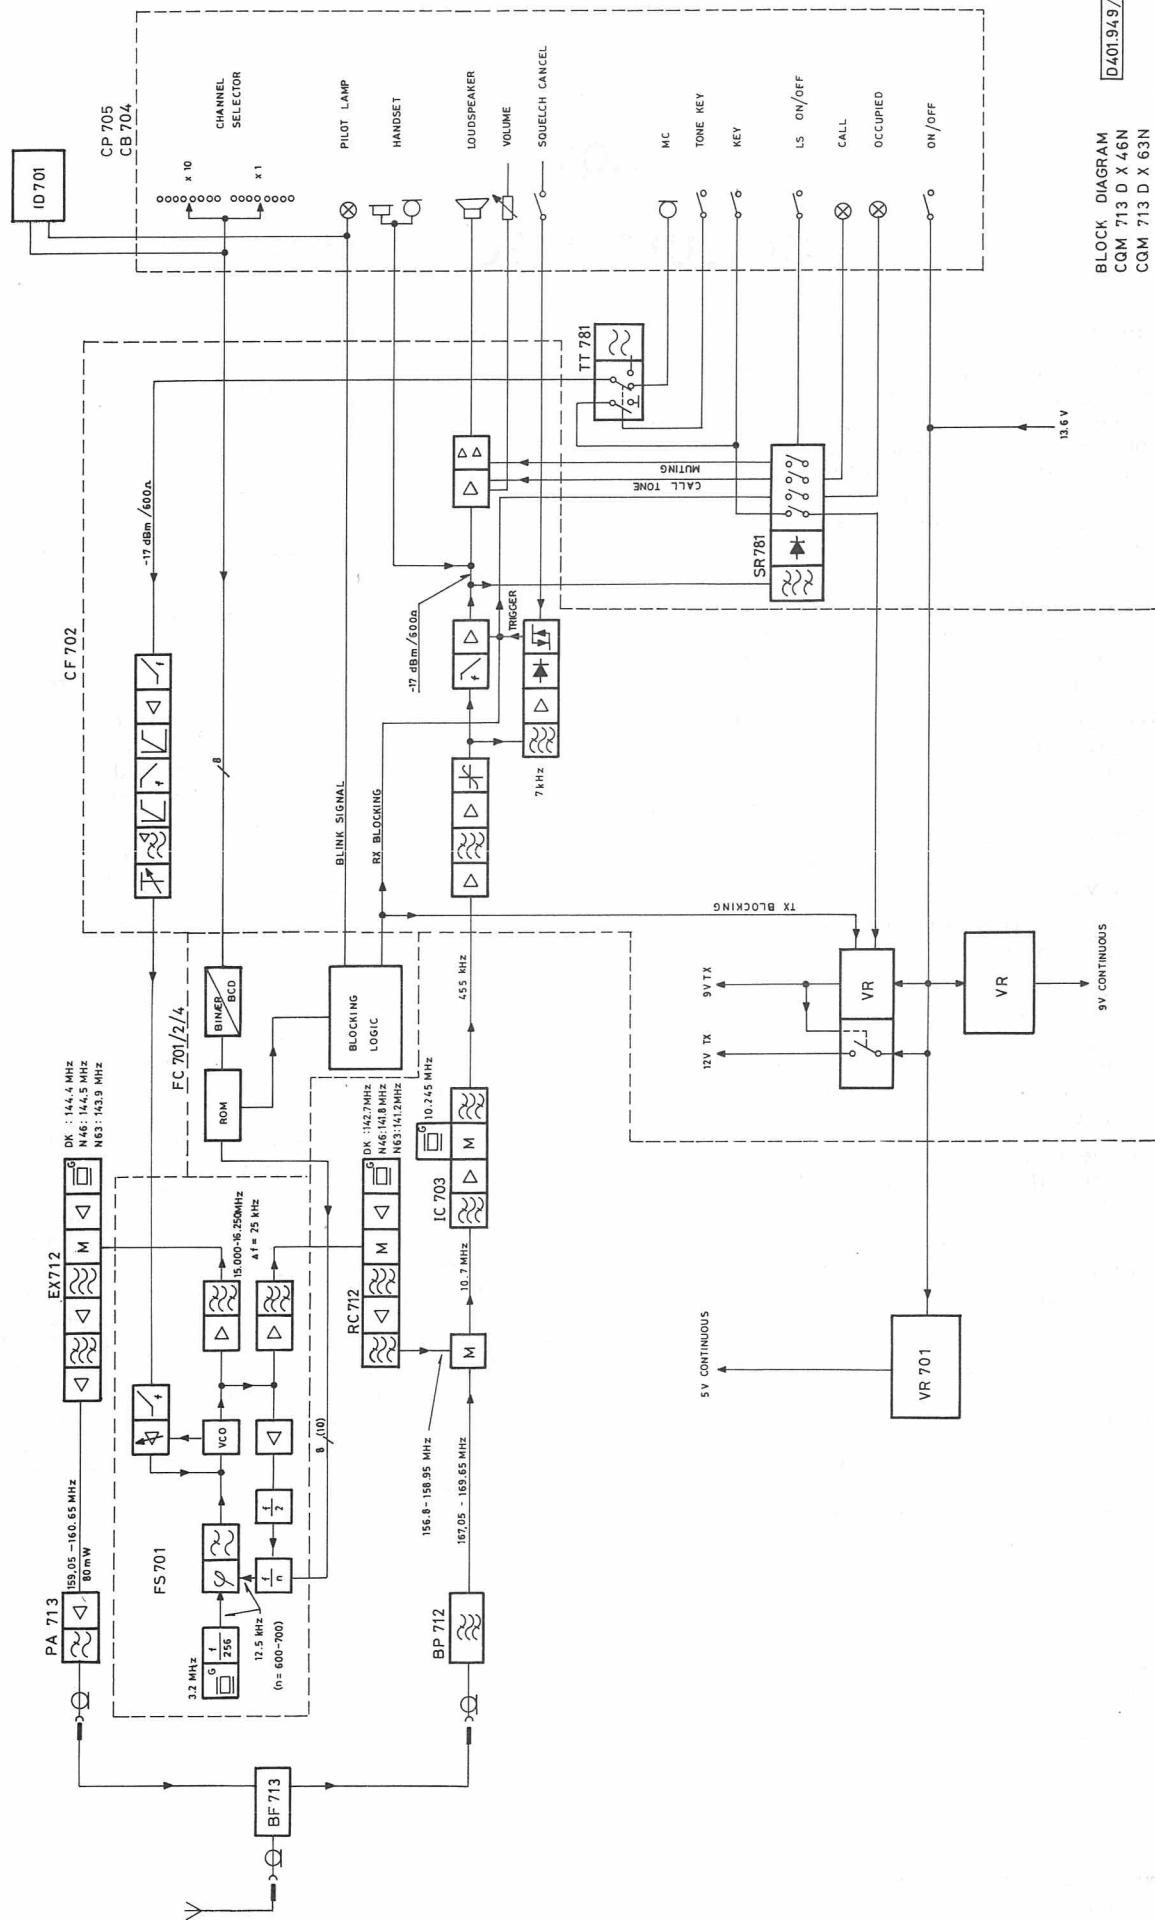 CP 705
CB 704
ID 701
x 10
x 1
CHANNEL
SELECTOR
PILOT LAMP
HANDSET
LOUDSPEAKER
VOLUME
SQUELCH CANCEL
MC
TONE KEY
KEY
LS ON/OFF
CALL
OCCUPIED
ON/OFF
D401.949/
BLOCK DIAGRAM
CQM 713 D X 46N
CQM 713 D X 63N
CF 702
-17 dBm/600Ω
8
BLINK SIGNAL
RX BLOCKING
-17 dBm/600Ω
f
f
f
TRIGGER
7 kHz
TT 781
MUTING
CALL TONE
SR 781
13.6 V
TX BLOCKING
9V TX
12V TX
VR
VR
9V CONTINUOUS
FC 701/2/4
BINÆR
BCD
ROM
BLOCKING
LOGIC
455 kHz
EX 712
DK : 144.4 MHz
N46: 144.5 MHz
N63: 143.9 MHz
G
M
15.000-16.250MHz
Δf = 25 kHz
DK : 142.7MHz
N46: 141.8 MHz
N63: 141.2MHz
G
M
RC 712
IC 703
G
10.245 MHz
M
10.7 MHz
M
156.8 - 158.95 MHz
167.05 - 169.65 MHz
8 (10)
FS 701
f
VCO
f
2
f
n
φ
12.5 kHz
(n = 600-700)
3.2 MHz
G
f
256
PA 713
159.05 - 160.65 MHz
80 mW
BP 712
BF 713
5V CONTINUOUS
VR 701